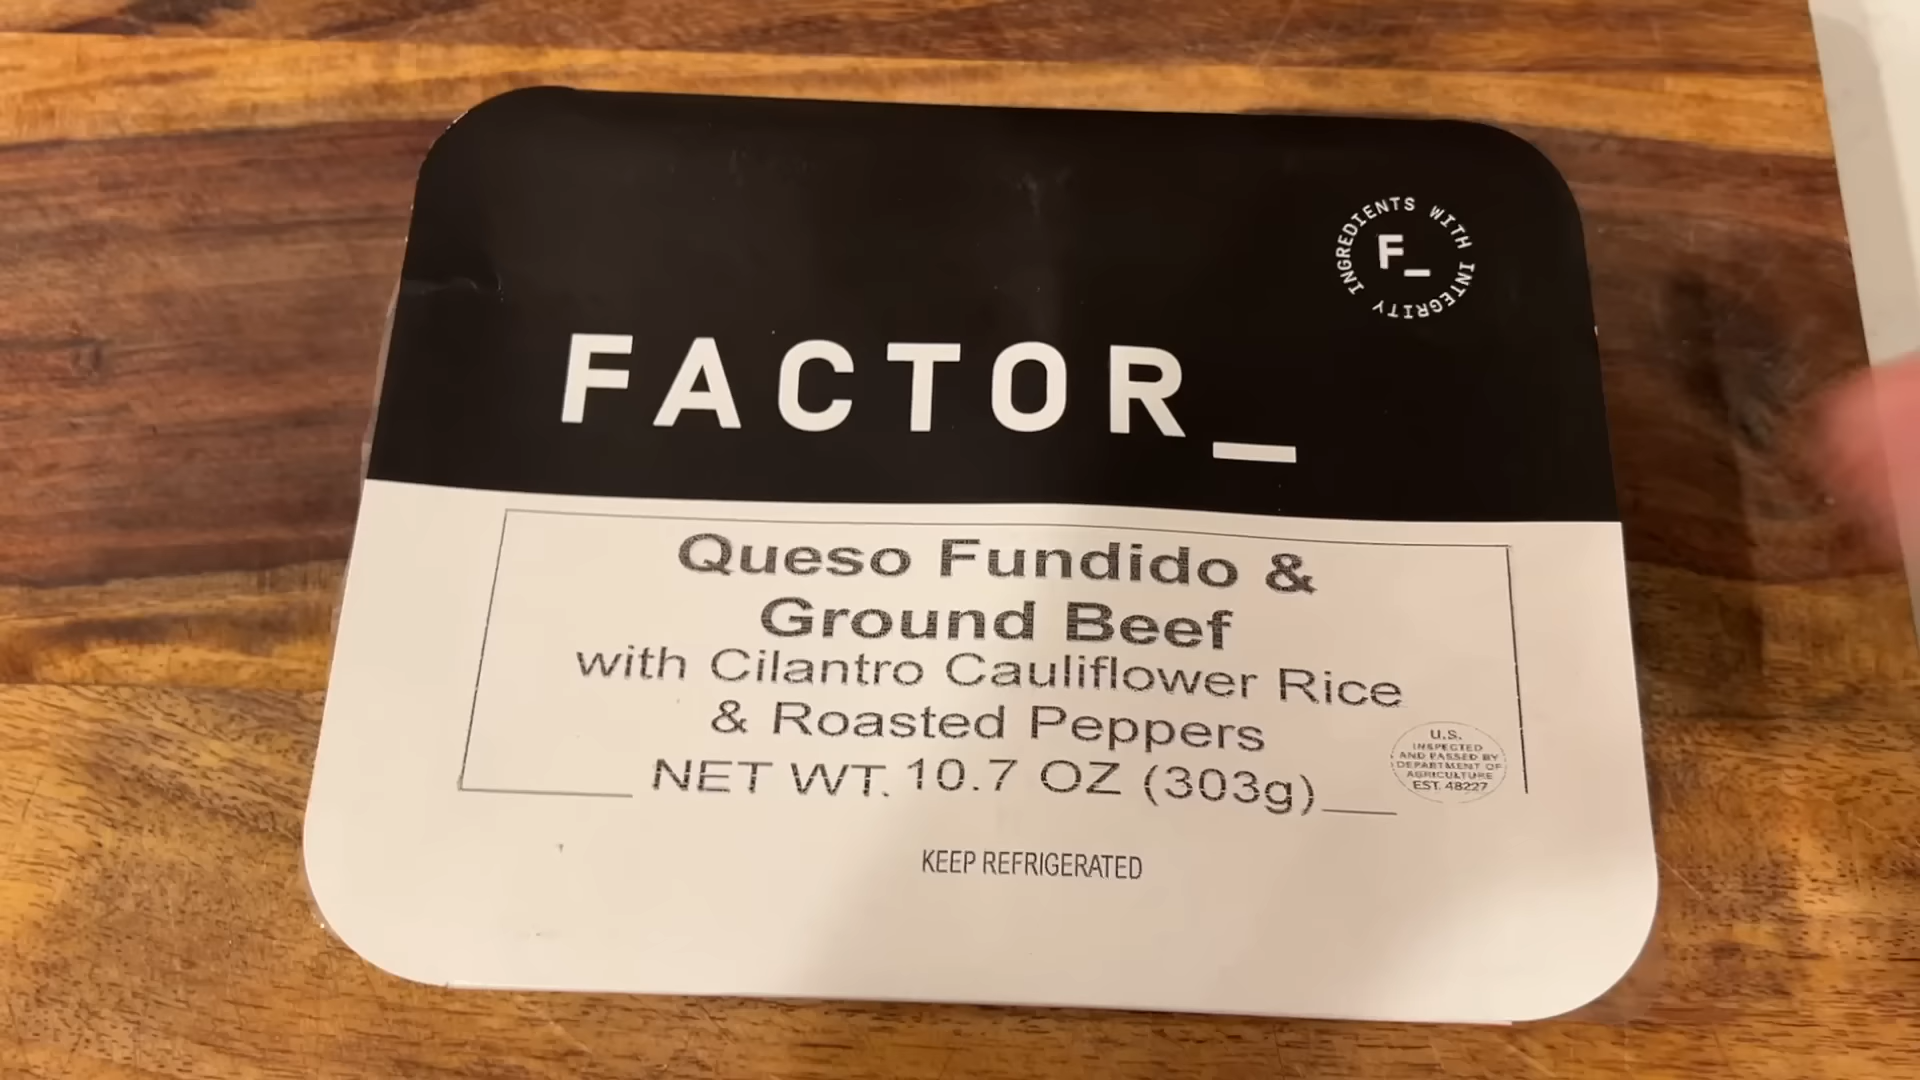 INGREDIENTS WITH INTEGRITY
F_
FACTOR_
Queso Fundido &
Ground Beef
with Cilantro Cauliflower Rice
& Roasted Peppers
NET WT. 10.7 OZ (303g)
U.S.
INSPECTED
AND PASSED BY
DEPARTMENT OF
AGRICULTURE
EST. 48227
KEEP REFRIGERATED